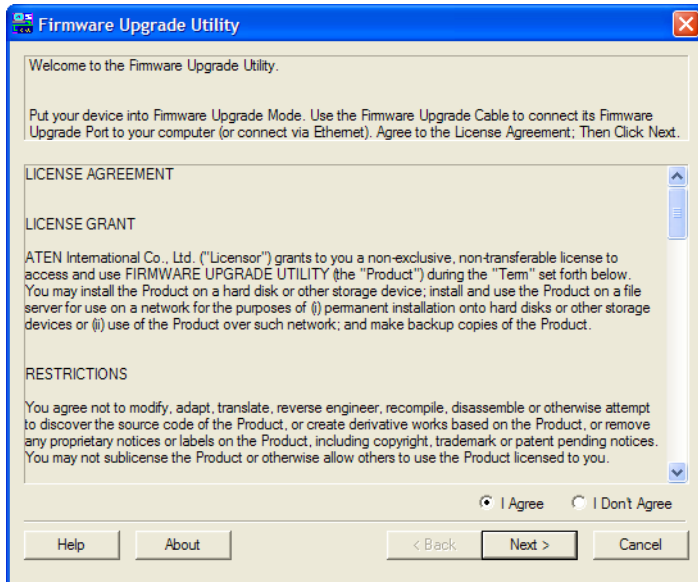 Firmware Upgrade Utility
Welcome to the Firmware Upgrade Utility.
Put your device into Firmware Upgrade Mode. Use the Firmware Upgrade Cable to connect its Firmware
Upgrade Port to your computer (or connect via Ethernet). Agree to the License Agreement; Then Click Next.
LICENSE AGREEMENT
LICENSE GRANT
ATEN International Co., Ltd. ("Licensor") grants to you a non-exclusive, non-transferable license to
access and use FIRMWARE UPGRADE UTILITY (the "Product") during the "Term" set forth below.
You may install the Product on a hard disk or other storage device; install and use the Product on a file
server for use on a network for the purposes of (i) permanent installation onto hard disks or other storage
devices or (ii) use of the Product over such network; and make backup copies of the Product.
RESTRICTIONS
You agree not to modify, adapt, translate, reverse engineer, recompile, disassemble or otherwise attempt
to discover the source code of the Product, or create derivative works based on the Product, or remove
any proprietary notices or labels on the Product, including copyright, trademark or patent pending notices.
You may not sublicense the Product or otherwise allow others to use the Product licensed to you.
I Agree I Don't Agree
Help About < Back Next > Cancel